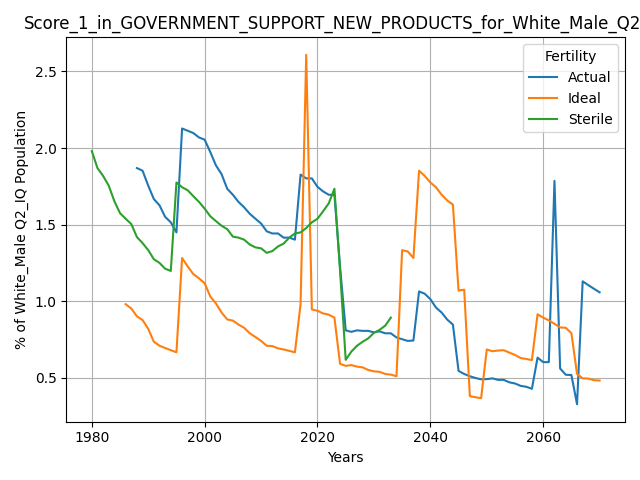 Score_1_in_GOVERNMENT_SUPPORT_NEW_PRODUCTS_for_White_Male_Q2
Fertility
Actual
Ideal
Sterile
% of White_Male Q2_IQ Population
2.5
2.0
1.5
1.0
0.5
1980 2000 2020 2040 2060
Years